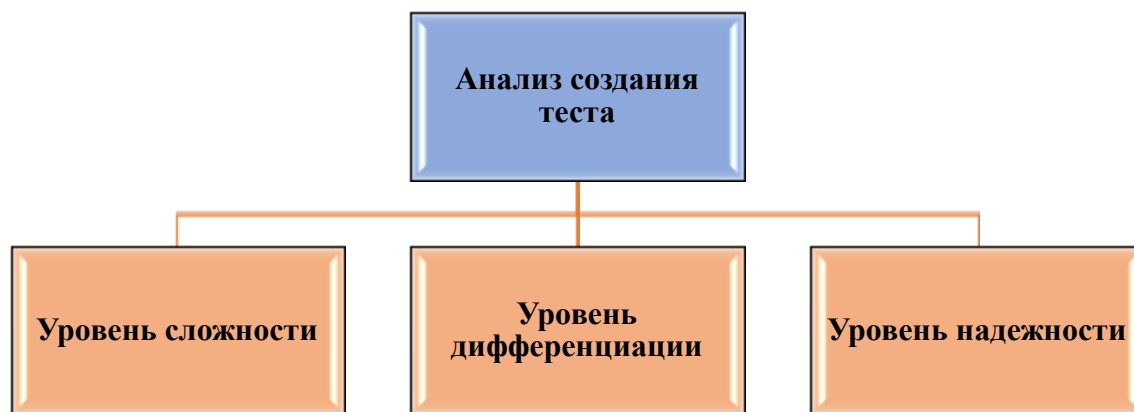 Анализ создания
теста
Уровень сложности
Уровень
дифференциации
Уровень надежности